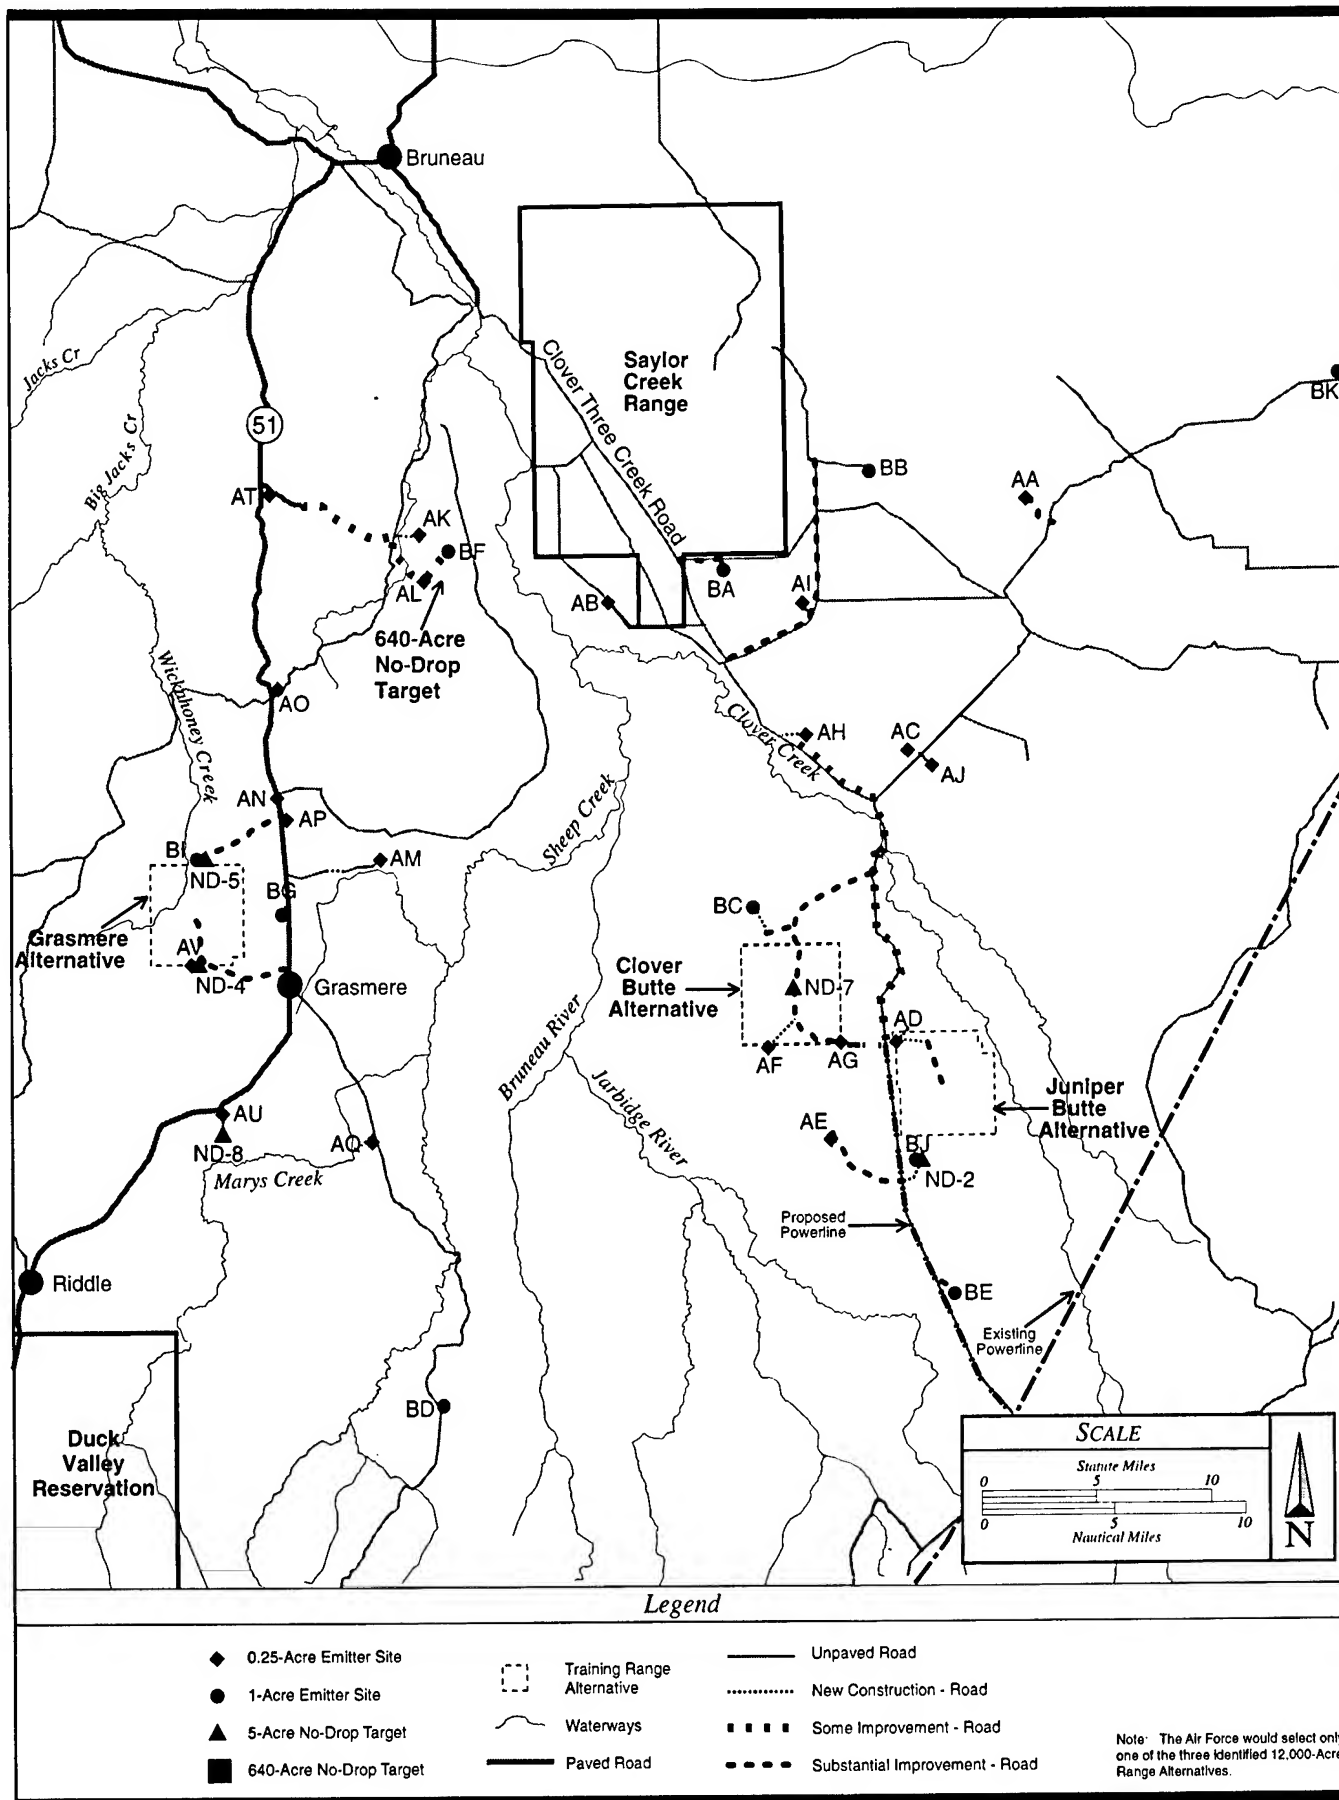 Bruneau
Jacks Cr
Big Jacks Cr
51
Saylor
Creek
Range
Clover Three Creek Road
BK
BB
AA
AT
AK
BF
AL
AB
BA
AI
640-Acre
No-Drop
Target
Wickahoney Creek
AO
Clover Creek
AH
AC
AJ
AN
AP
Sheep Creek
AM
BI
ND-5
BG
BC
Grasmere
Alternative
AV
ND-4
Grasmere
Clover
Butte
Alternative
ND-7
AD
AF
AG
Bruneau River
Jarbidge River
Juniper
Butte
Alternative
AU
ND-8
AQ
AE
BJ
ND-2
Marys Creek
Proposed
Powerline
Riddle
BE
Existing
Powerline
BD
Duck
Valley
Reservation
SCALE
Statute Miles
0 5 10
0 5 10
Nautical Miles
N
Legend
0.25-Acre Emitter Site
1-Acre Emitter Site
5-Acre No-Drop Target
640-Acre No-Drop Target
Training Range
Alternative
Waterways
Paved Road
Unpaved Road
New Construction - Road
Some Improvement - Road
Substantial Improvement - Road
Note: The Air Force would select only
one of the three identified 12,000-Acre
Range Alternatives.